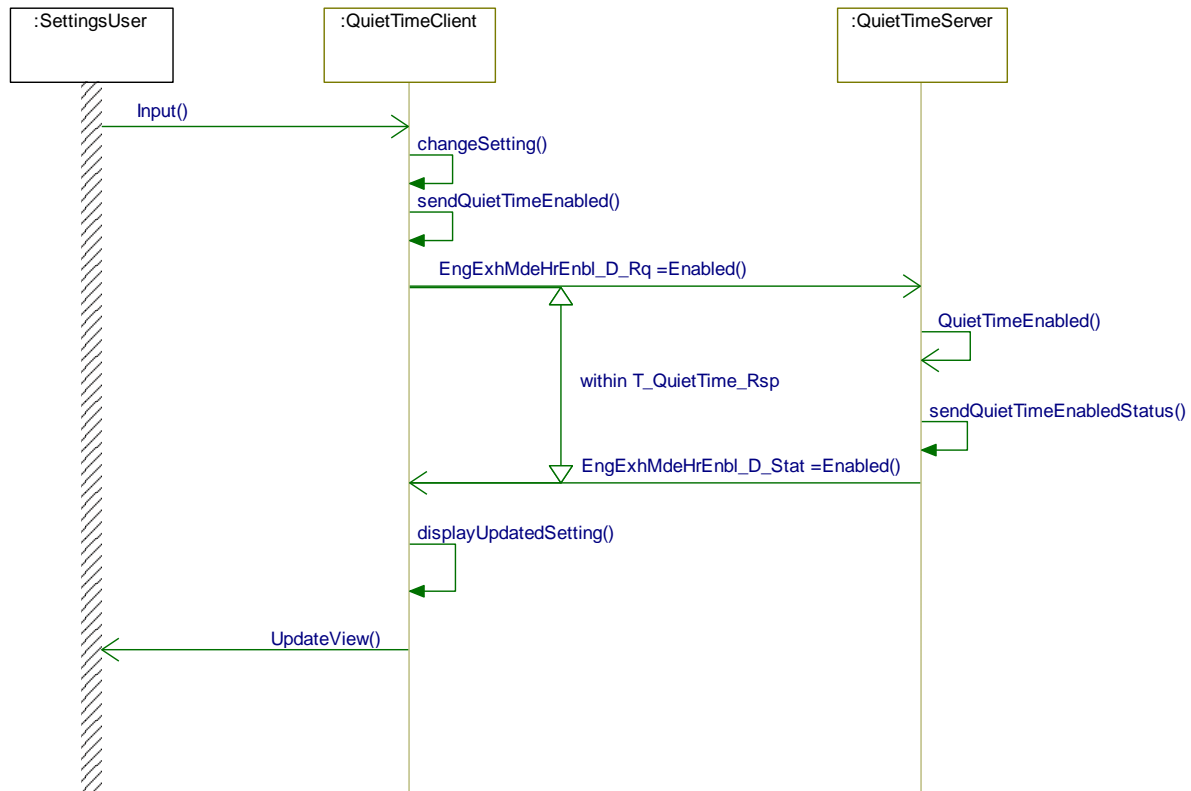 :SettingsUser
:QuietTimeClient
:QuietTimeServer
Input()
changeSetting()
sendQuietTimeEnabled()
EngExhMdeHrEnbl_D_Rq =Enabled()
QuietTimeEnabled()
within T_QuietTime_Rsp
sendQuietTimeEnabledStatus()
EngExhMdeHrEnbl_D_Stat =Enabled()
displayUpdatedSetting()
UpdateView()